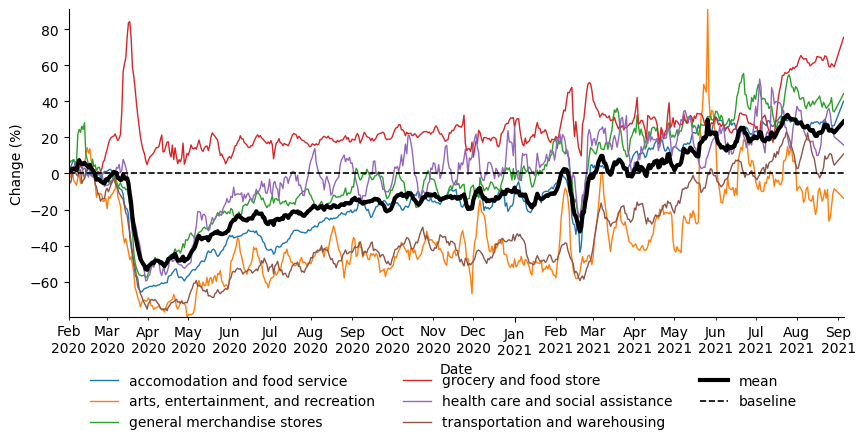 Change (%)
80
60
40
20
0
−20
−40
−60
Feb Mar Apr May Jun Jul Aug Sep Oct Nov Dec Jan Feb Mar Apr May Jun Jul Aug Sep
2020 2020 2020 2020 2020 2020 2020 2020 2020 2020 2020 2021 2021 2021 2021 2021 2021 2021 2021 2021
Date
accomodation and food service
arts, entertainment, and recreation
general merchandise stores
grocery and food store
health care and social assistance
transportation and warehousing
mean
baseline